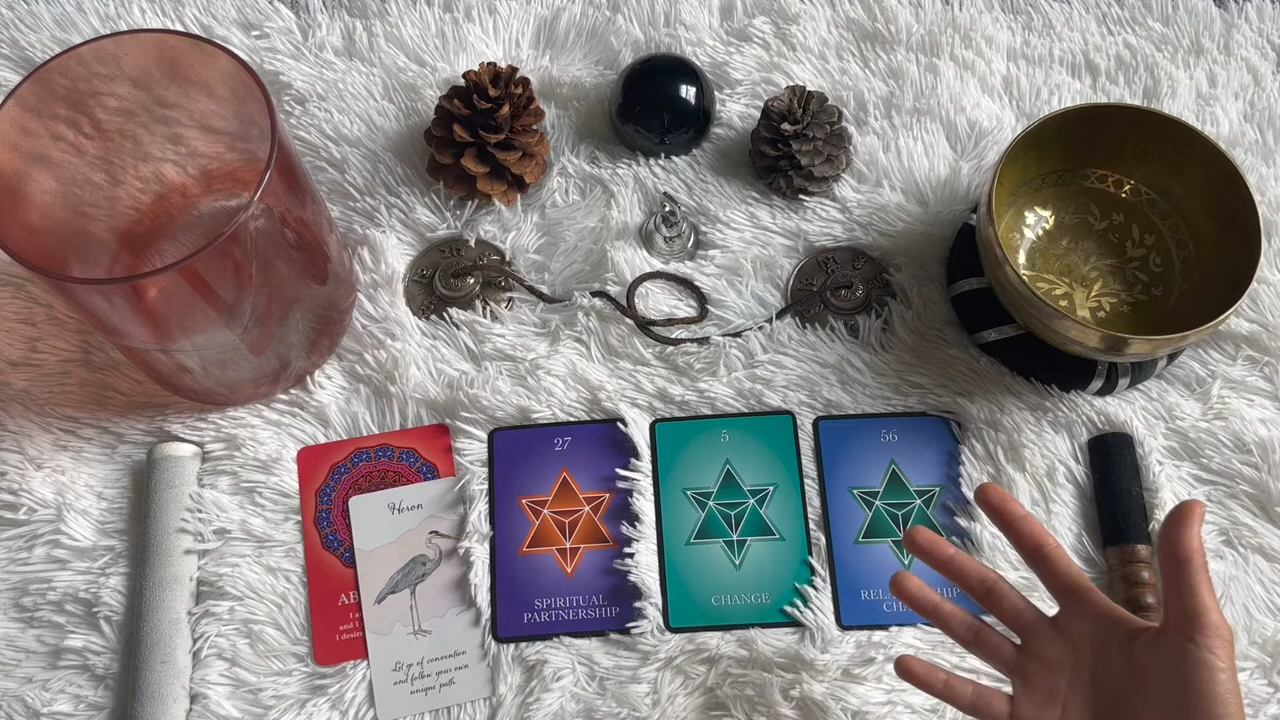 Heron
Let go of convention
and follow your own
unique path.
27
SPIRITUAL
PARTNERSHIP
5
CHANGE
56